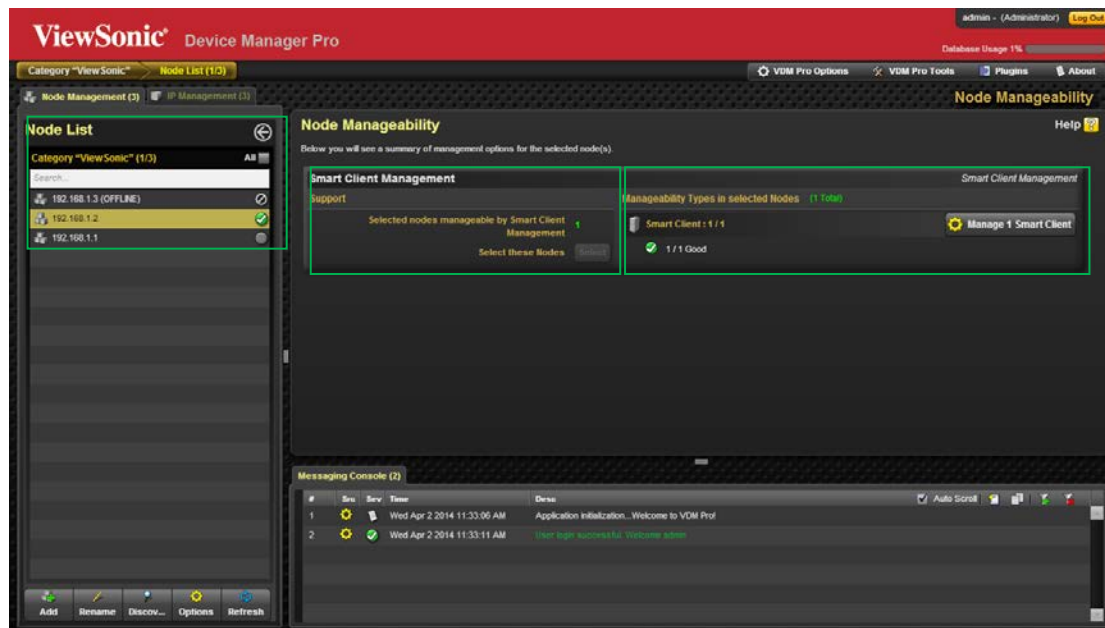 admin - (Administrator) Log Out
ViewSonic® Device Manager Pro
Database Usage 1%
Category "ViewSonic" Node List (1/3)
VDM Pro Options VDM Pro Tools Plugins About
Node Management (3) IP Management (3)
Node Manageability
Node List
Category "ViewSonic" (1/3) All
Search...
192.168.1.3 (OFFLINE)
192.168.1.2
192.168.1.1
Node Manageability
Help
Below you will see a summary of management options for the selected node(s).
Smart Client Management
Smart Client Management
Support
Manageability Types in selected Nodes (1 Total)
Selected nodes manageable by Smart Client Management 1
Select these Nodes Select
Smart Client : 1 / 1
Manage 1 Smart Client
1 / 1 Good
Messaging Console (2)
# Src Sev Time Desc Auto Scroll
1 Wed Apr 2 2014 11:33:06 AM Application initialization...Welcome to VDM Pro!
2 Wed Apr 2 2014 11:33:11 AM User login successful. Welcome admin
Add Rename Discov... Options Refresh